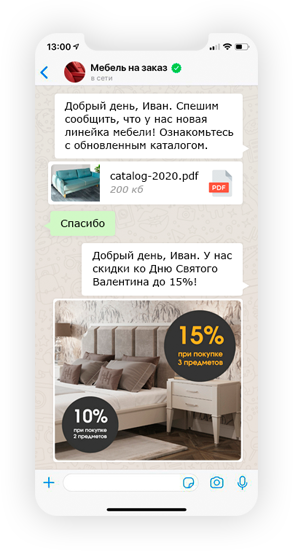 13:00
Мебель на заказ
в сети
Добрый день, Иван. Спешим
сообщить, что у нас новая
линейка мебели! Ознакомьтесь
с обновленным каталогом.
catalog-2020.pdf
200 кб
PDF
Спасибо
Добрый день, Иван. У нас
скидки ко Дню Святого
Валентина до 15%!
15%
при покупке
3 предметов
10%
при покупке
2 предметов